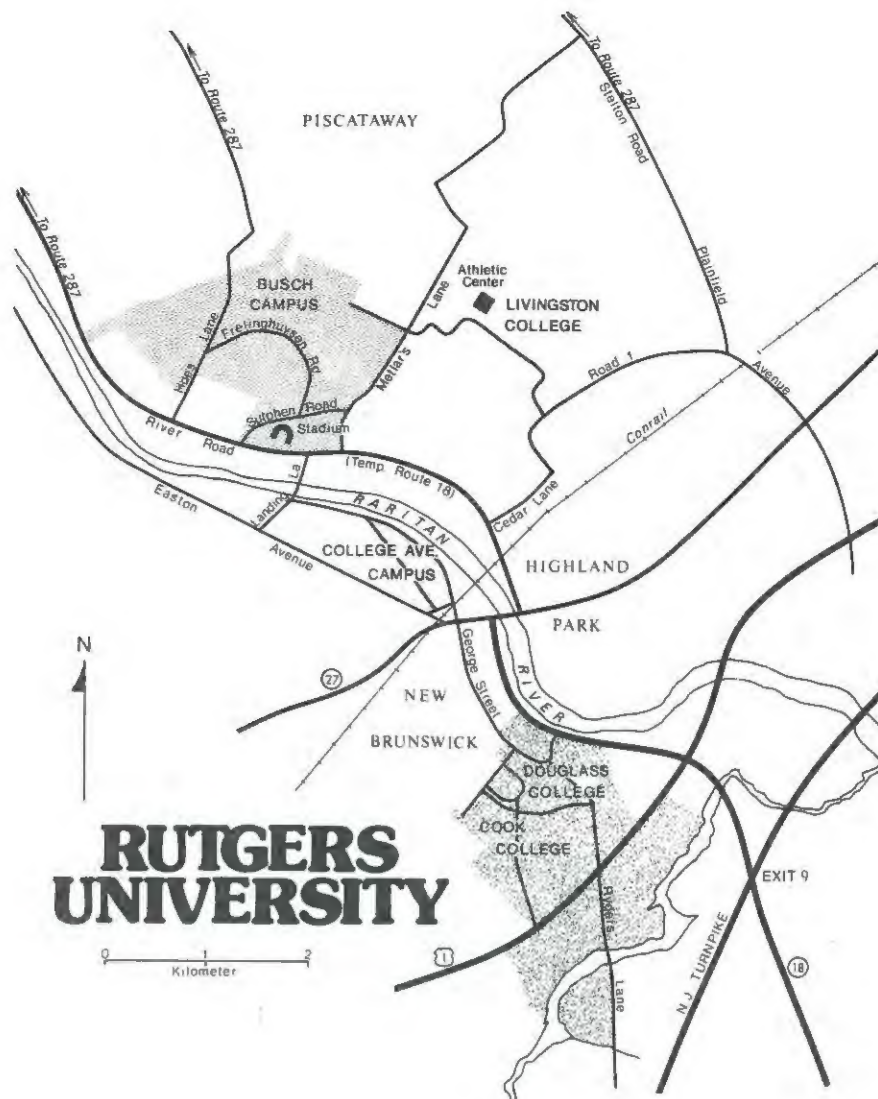 To Route 287
To Route 287
Stelton Road
PISCATAWAY
To Route 287
Plainfield
Avenue
BUSCH
CAMPUS
Athletic
Center
LIVINGSTON
COLLEGE
Hoes Lane
Frelinghuysen Rd.
Metlar's Lane
Road 1
Sutphen Road
Stadium
River Road
(Temp. Route 18)
Conrail
Cedar Lane
Landing La
Easton Avenue
RARITAN
RIVER
COLLEGE AVE.
CAMPUS
HIGHLAND
PARK
N
27
George Street
NEW
BRUNSWICK
DOUGLASS
COLLEGE
COOK
COLLEGE
RUTGERS
UNIVERSITY
EXIT 9
Ryders Lane
0 1 2
Kilometer
1
N.J. TURNPIKE
18